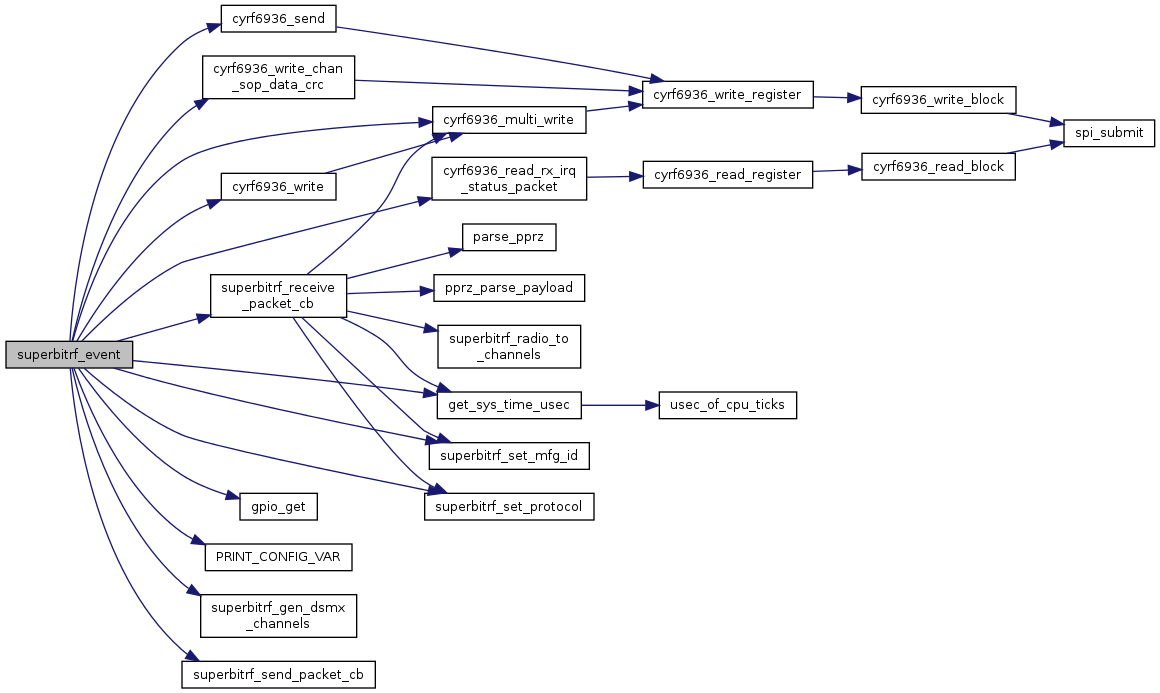 cyrf6936_send
cyrf6936_write_chan
_sop_data_crc
cyrf6936_write_register
cyrf6936_write_block
cyrf6936_multi_write
spi_submit
cyrf6936_read_rx_irq
_status_packet
cyrf6936_read_register
cyrf6936_read_block
cyrf6936_write
parse_pprz
superbitrf_receive
_packet_cb
pprz_parse_payload
superbitrf_radio_to
_channels
superbitrf_event
get_sys_time_usec
usec_of_cpu_ticks
superbitrf_set_mfg_id
superbitrf_set_protocol
gpio_get
PRINT_CONFIG_VAR
superbitrf_gen_dsmx
_channels
superbitrf_send_packet_cb